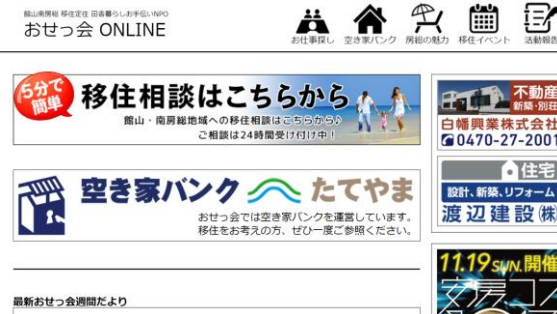 館山南房総 移住定住 田舎暮らしお手伝いNPO
おせっ会 ONLINE
お仕事探し 空き家バンク 房総の魅力 移住イベント 活動報告
5分で
簡単
移住相談はこちらから
館山・南房総地域への移住相談はこちらから♪
ご相談は24時間受け付け中！
空き家バンク たてやま
おせっ会では空き家バンクを運営しています。
移住をお考えの方、ぜひ一度ご参照ください。
最新おせっ会週間だより
不動産
新築・別荘
白幡興業株式会社
0470-27-2001
住宅
設計、新築、リフォーム
渡辺建設㈱
11.19 SUN. 開催
安房コン